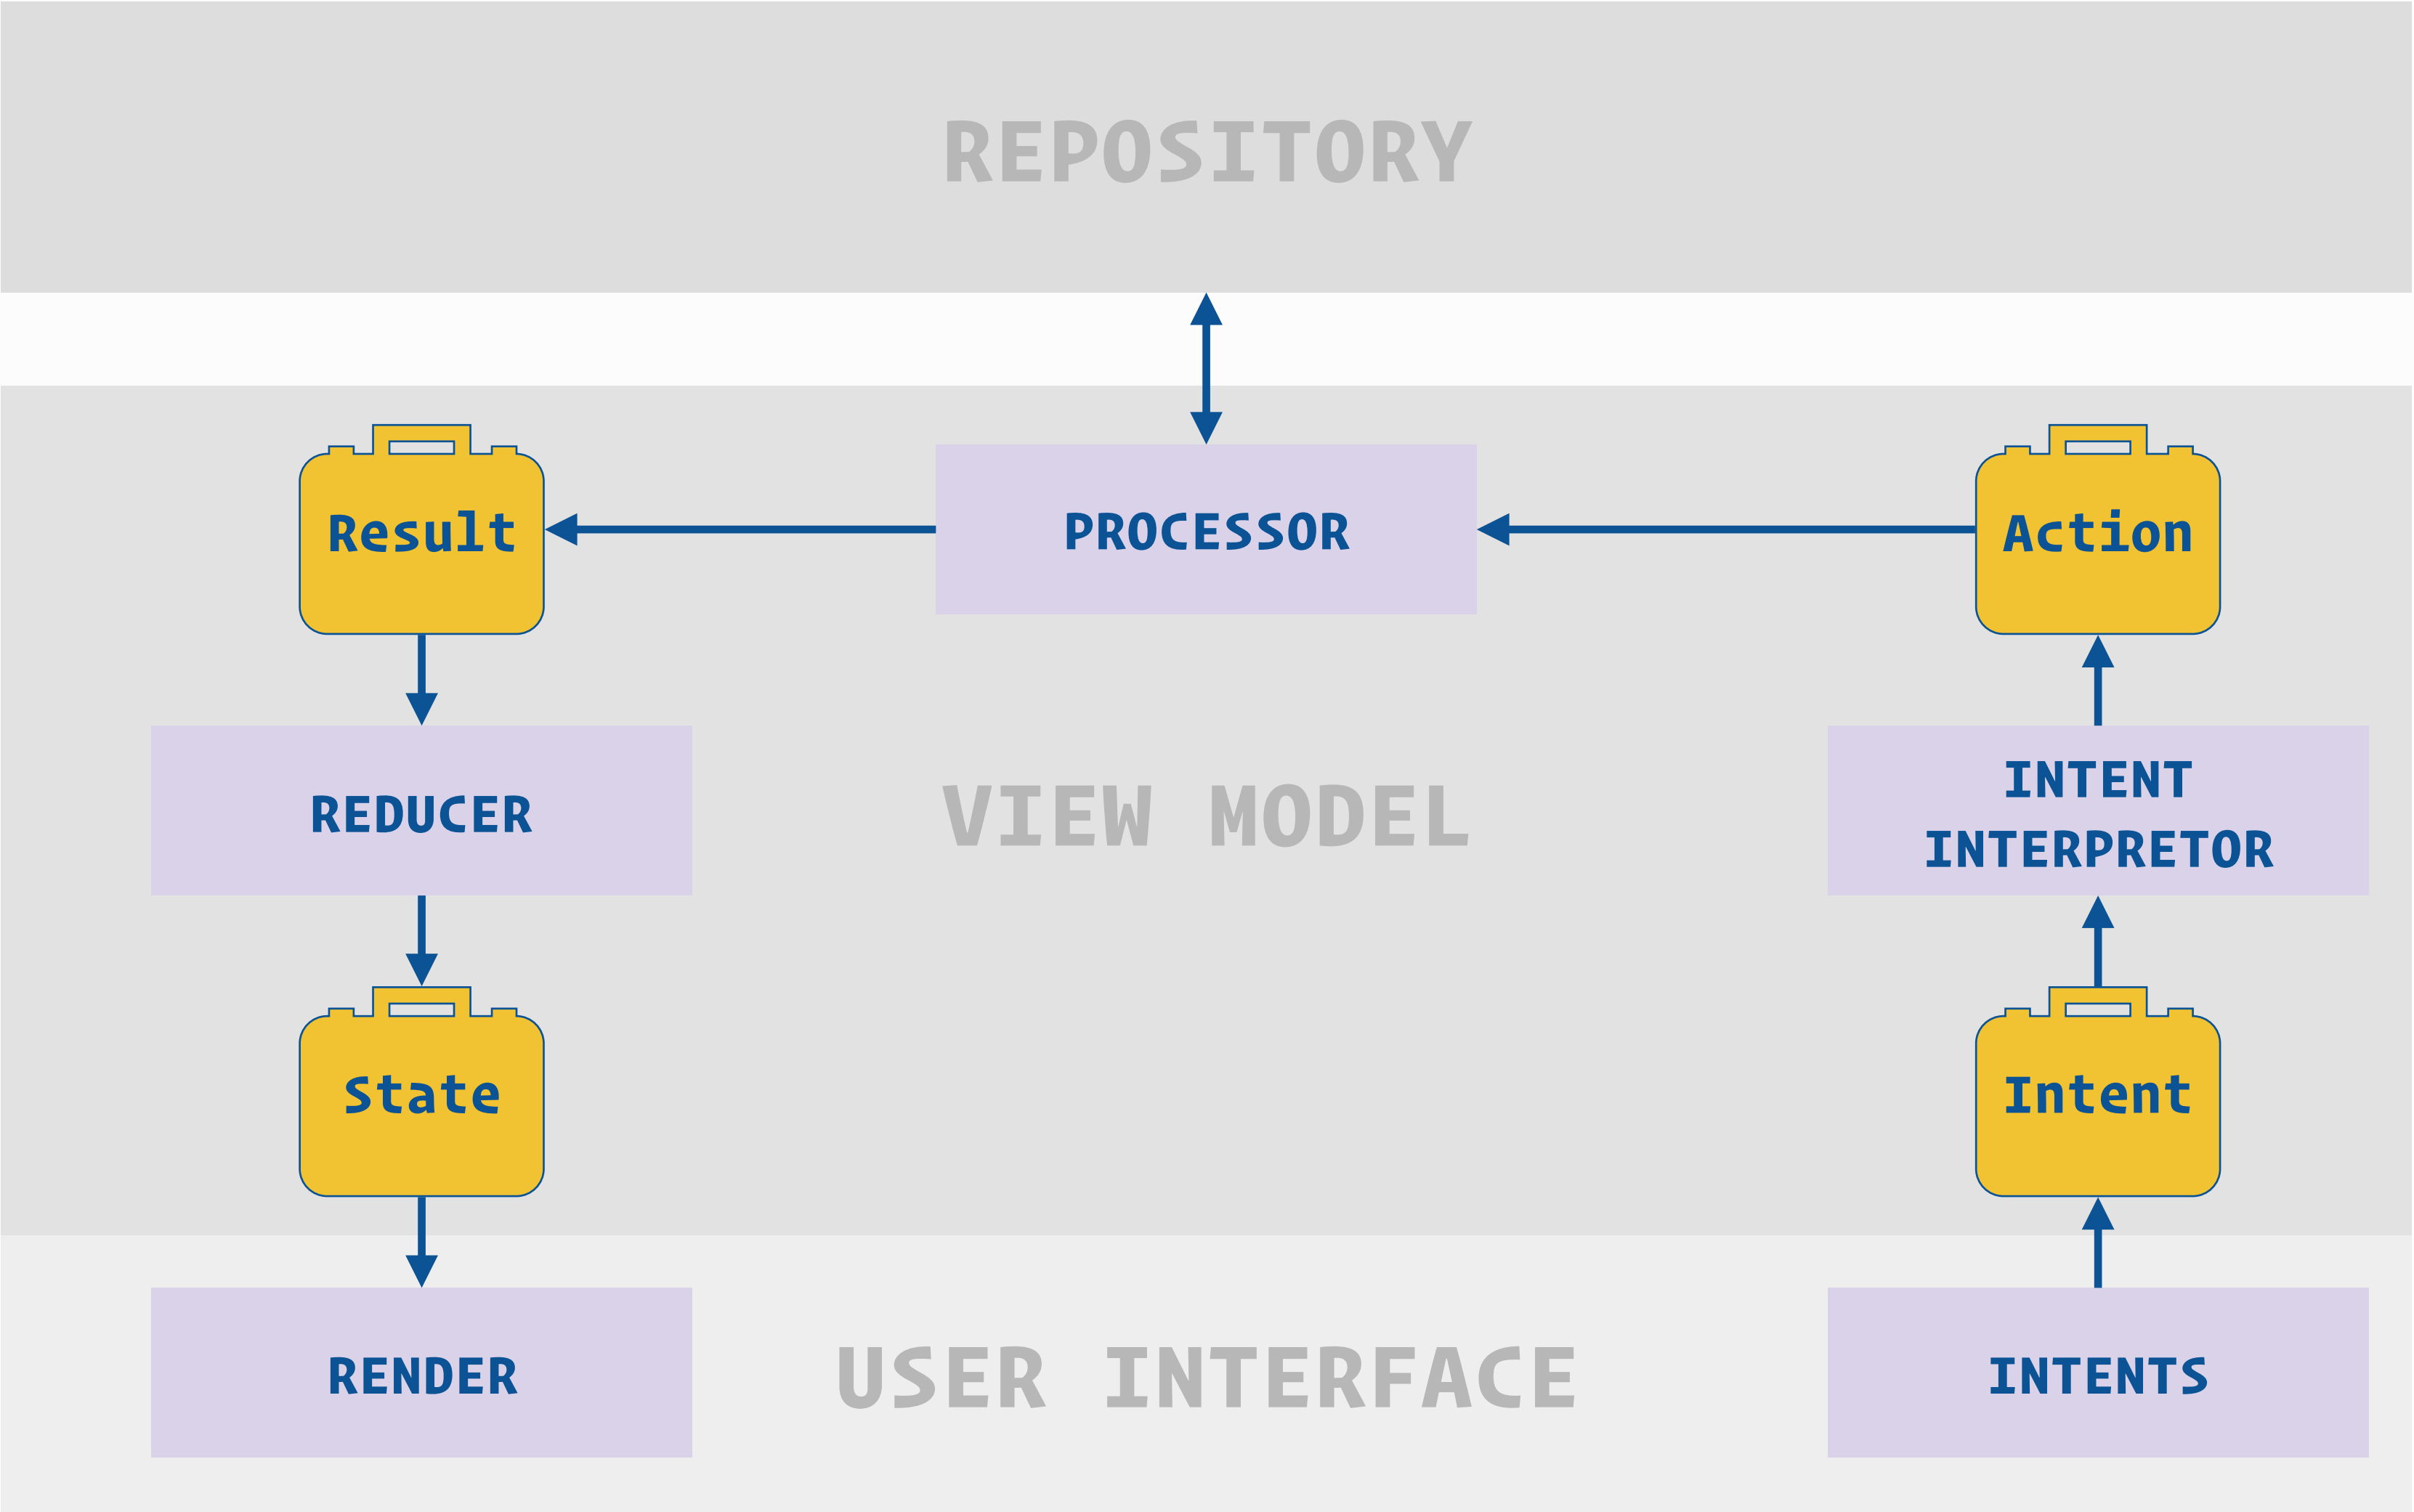 REPOSITORY
Result
PROCESSOR
Action
REDUCER
VIEW MODEL
INTENT
INTERPRETOR
State
Intent
RENDER
USER INTERFACE
INTENTS